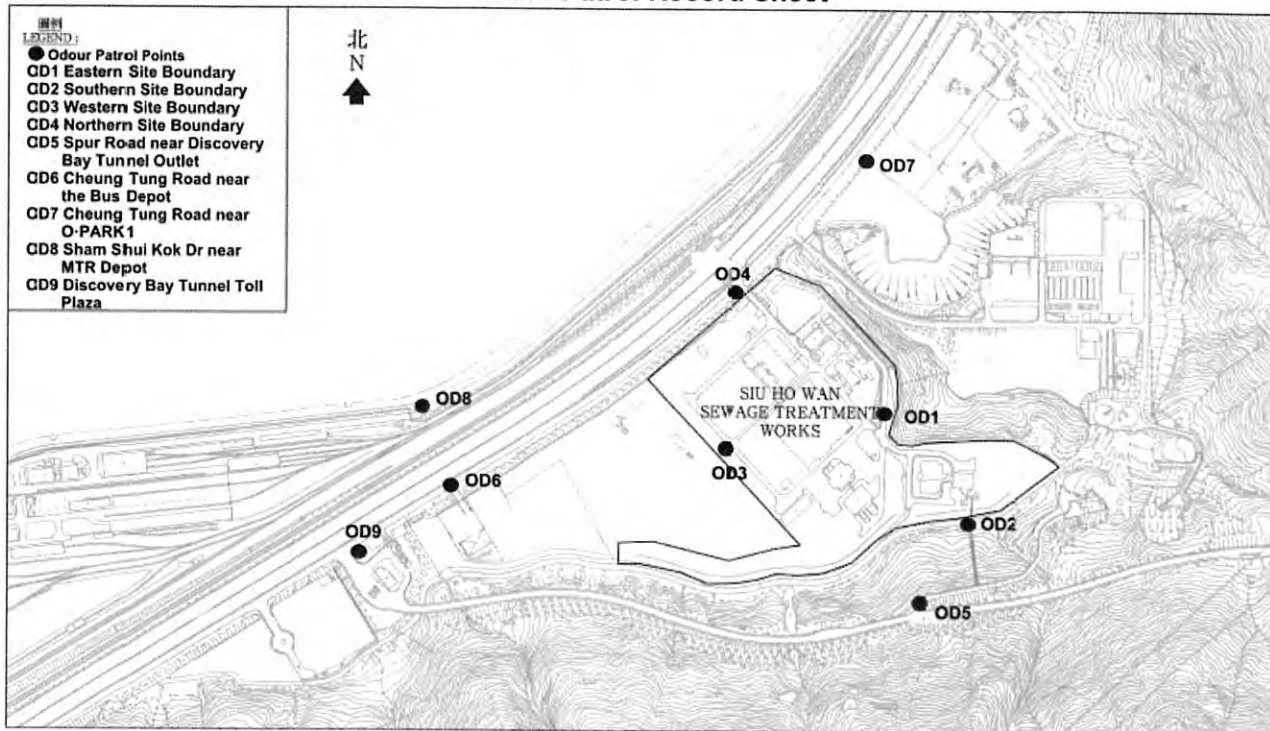 Patrol Record Sheet
LEGEND :
Odour Patrol Points
OD1 Eastern Site Boundary
OD2 Southern Site Boundary
OD3 Western Site Boundary
OD4 Northern Site Boundary
OD5 Spur Road near Discovery
Bay Tunnel Outlet
OD6 Cheung Tung Road near
the Bus Depot
OD7 Cheung Tung Road near
O·PARK1
OD8 Sham Shui Kok Dr near
MTR Depot
OD9 Discovery Bay Tunnel Toll
Plaza
北
N
OD7
OD4
OD8
SIU HO WAN
SEWAGE TREATMENT
WORKS
OD1
OD3
OD6
OD2
OD9
OD5